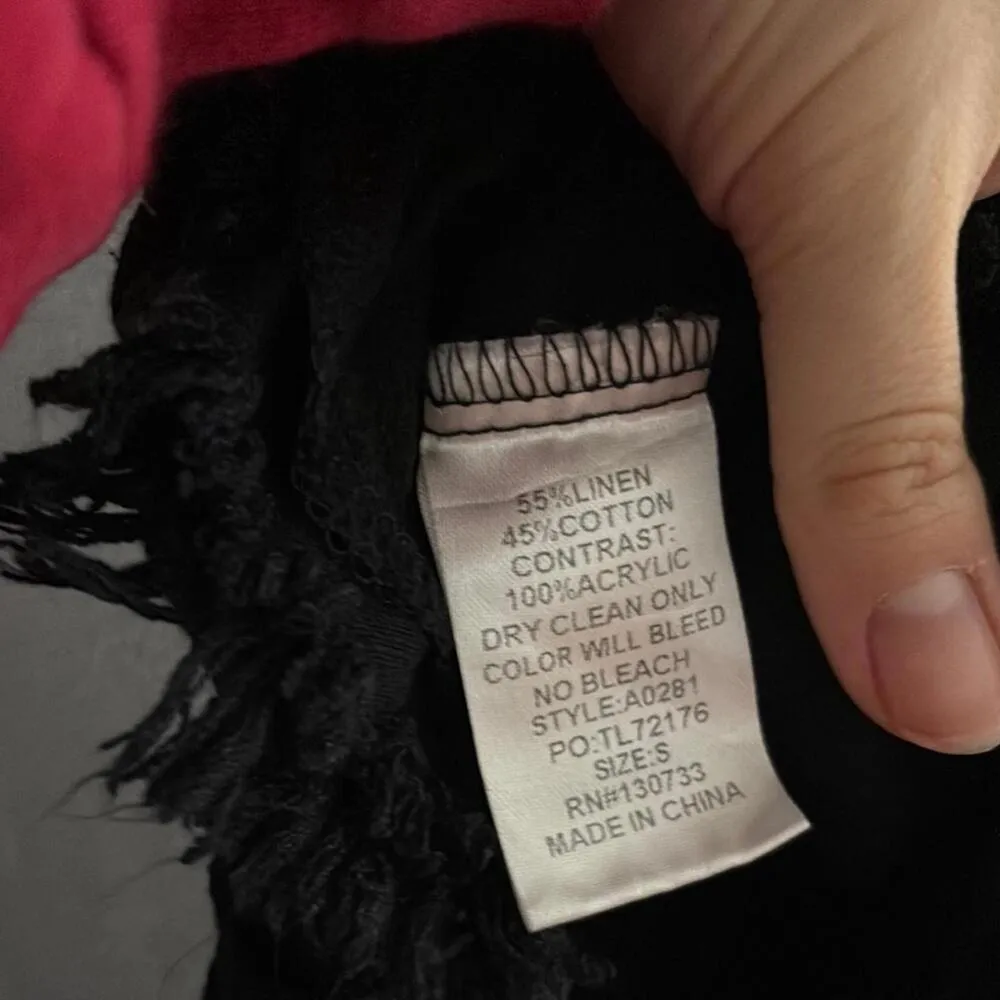 55%LINEN
45%COTTON
CONTRAST:
100%ACRYLIC
DRY CLEAN ONLY
COLOR WILL BLEED
NO BLEACH
STYLE:A0281
PO:TL72176
SIZE:S
RN#130733
MADE IN CHINA